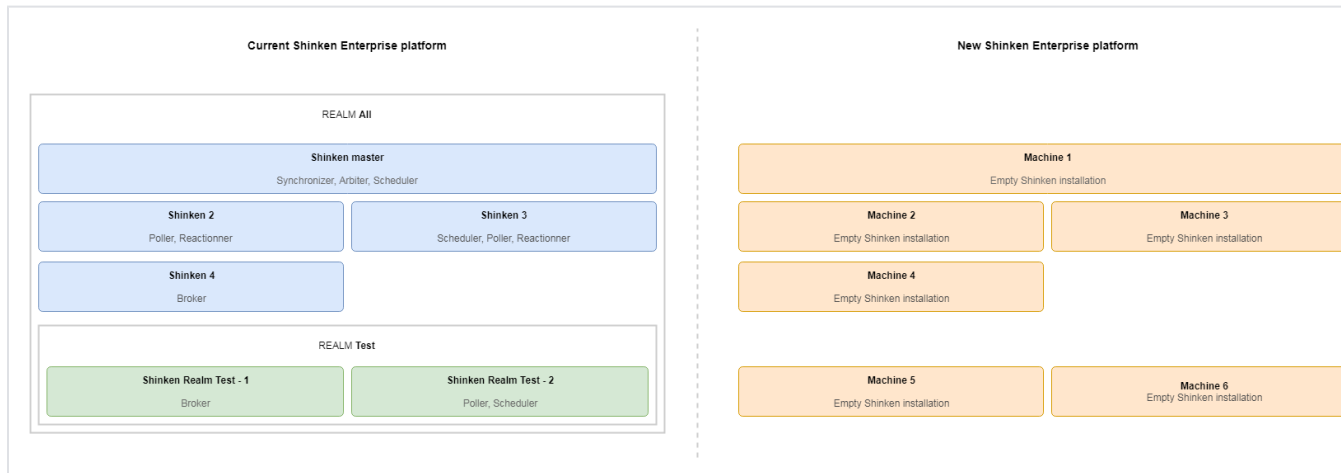 Current Shinken Enterprise platform
New Shinken Enterprise platform
REALM All
Shinken master
Synchronizer, Arbiter, Scheduler
Machine 1
Empty Shinken installation
Shinken 2
Poller, Reactionner
Shinken 3
Scheduler, Poller, Reactionner
Machine 2
Empty Shinken installation
Machine 3
Empty Shinken installation
Shinken 4
Broker
Machine 4
Empty Shinken installation
REALM Test
Shinken Realm Test - 1
Broker
Shinken Realm Test - 2
Poller, Scheduler
Machine 5
Empty Shinken installation
Machine 6
Empty Shinken installation